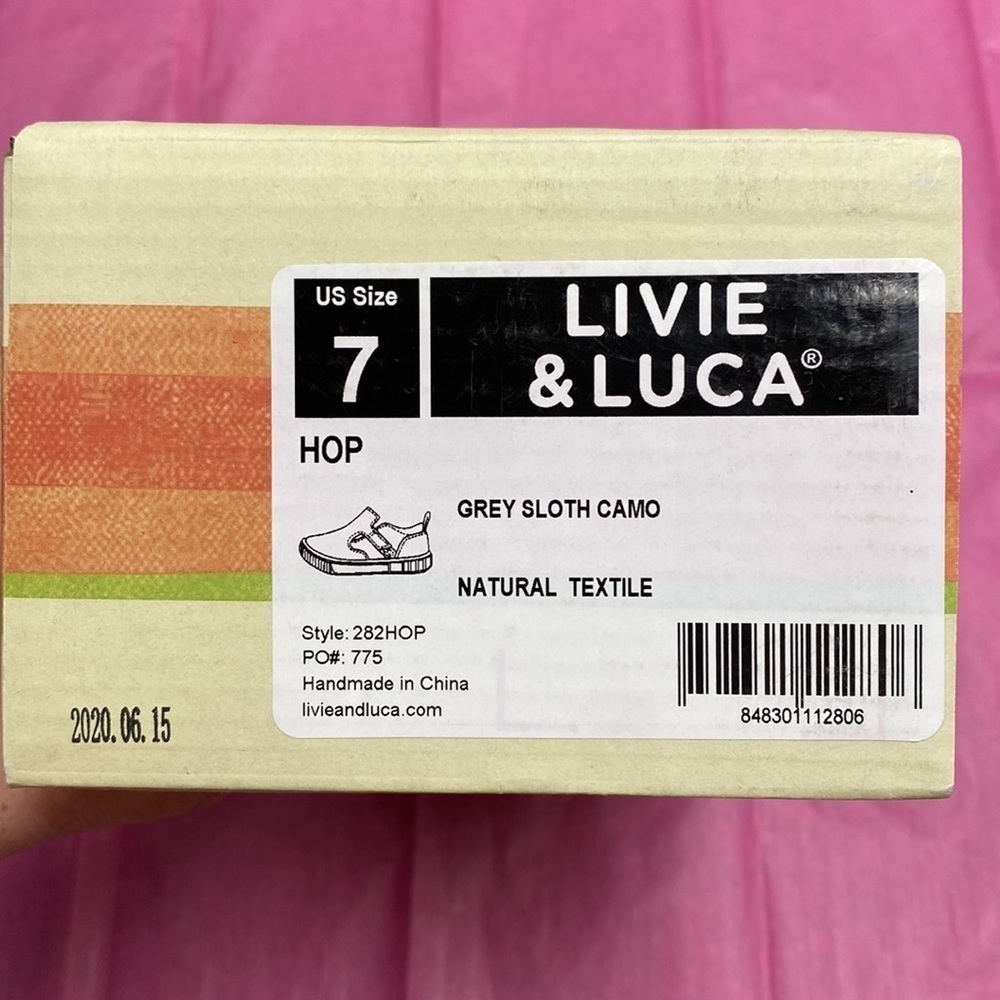 US Size
7
LIVIE
& LUCA®
HOP
GREY SLOTH CAMO
NATURAL TEXTILE
Style: 282HOP
PO#: 775
Handmade in China
livieandluca.com
848301112806
2020.06.15